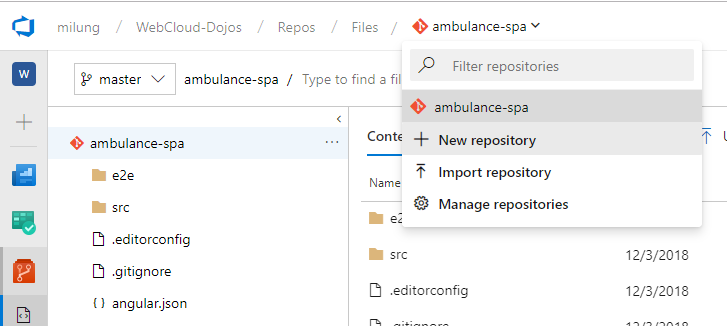 milung / WebCloud-Dojos / Repos / Files / ambulance-spa
W
master ambulance-spa / Type to find a fil
Filter repositories
ambulance-spa
New repository
Import repository
Manage repositories
ambulance-spa ...
e2e
src
.editorconfig
.gitignore
{ } angular.json
Conte
Name
e2
src 12/3/2018
.editorconfig 12/3/2018
.gitignore 12/3/2018